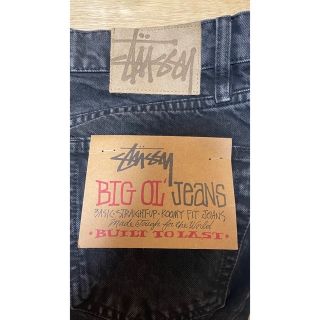 STÜSSY
STÜSSY
BIG OL' JEANS
BASIC STRAIGHT-UP • ROOMY FIT JEANS
Made Tough for the World
• BUILT TO LAST •